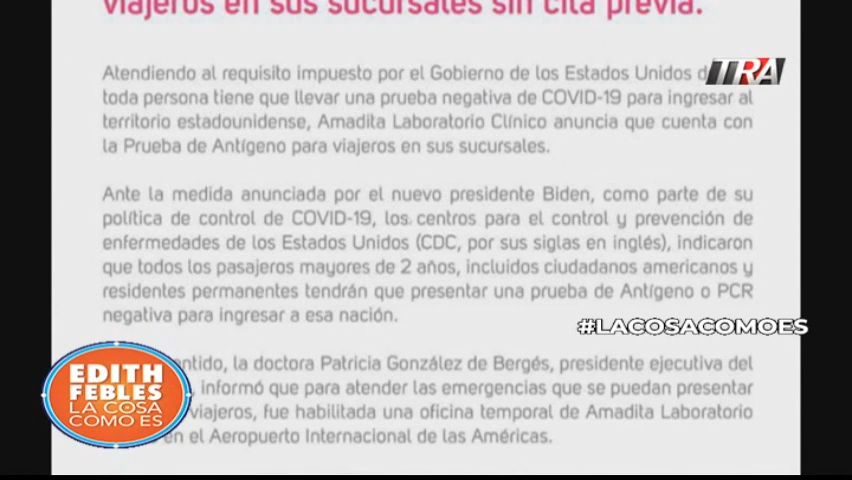 viajeros en sus sucursales sin cita previa.
Atendiendo al requisito impuesto por el Gobierno de los Estados Unidos
toda persona tiene que llevar una prueba negativa de COVID-19 para ingresar al
territorio estadounidense, Amadita Laboratorio Clínico anuncia que cuenta con
la Prueba de Antígeno para viajeros en sus sucursales.
Ante la medida anunciada por el nuevo presidente Biden, como parte de su
política de control de COVID-19, los centros para el control y prevención de
enfermedades de los Estados Unidos (CDC, por sus siglas en inglés), indicaron
que todos los pasajeros mayores de 2 años, incluidos ciudadanos americanos y
residentes permanentes tendrán que presentar una prueba de Antígeno o PCR
negativa para ingresar a esa nación.
la doctora Patricia González de Bergés, presidente ejecutiva del
informó que para atender las emergencias que se puedan presentar
viajeros, fue habilitada una oficina temporal de Amadita Laboratorio
en el Aeropuerto Internacional de las Américas.
TRA
#LACOSACOMOES
EDITH
FEBLES
LA COSA
COMO ES